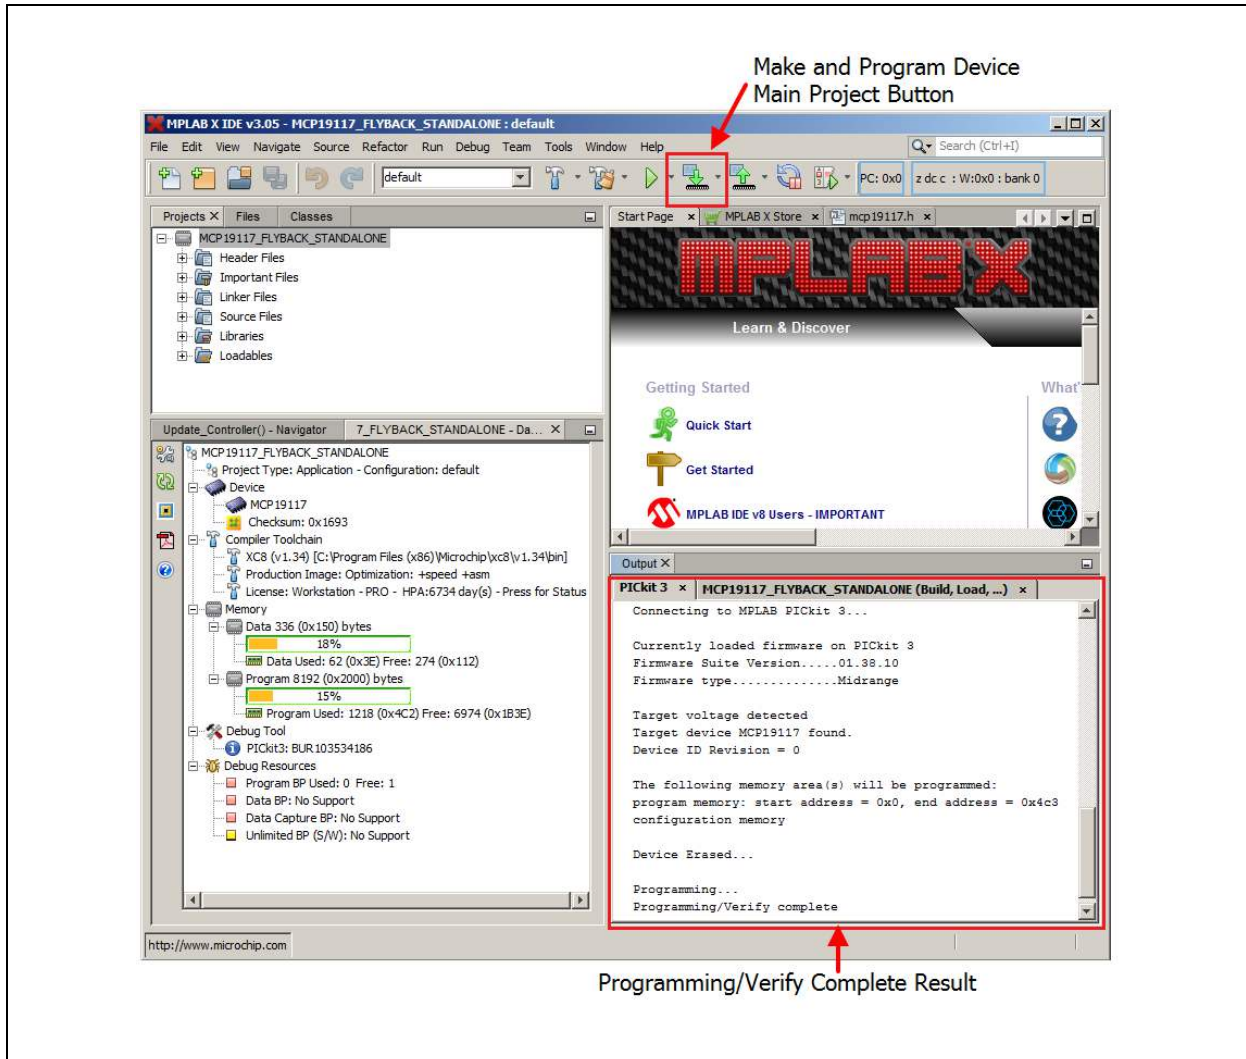 Make and Program Device
Main Project Button
MPLAB X IDE v3.05 - MCP19117_FLYBACK_STANDALONE : default
File Edit View Navigate Source Refactor Run Debug Team Tools Window Help
Search (Ctrl+I)
default
PC: 0x0
z dc c : W:0x0 : bank 0
Projects Files Classes
MCP19117_FLYBACK_STANDALONE
Header Files
Important Files
Linker Files
Source Files
Libraries
Loadables
Start Page MPLAB X Store mcp19117.h
MPLAB X
Learn & Discover
Getting Started
What'
Quick Start
Get Started
MPLAB IDE v8 Users - IMPORTANT
Update_Controller() - Navigator 7_FLYBACK_STANDALONE - Da...
MCP19117_FLYBACK_STANDALONE
Project Type: Application - Configuration: default
Device
MCP19117
Checksum: 0x1693
Compiler Toolchain
XC8 (v1.34) [C:\Program Files (x86)\Microchip\xc8\v1.34\bin]
Production Image: Optimization: +speed +asm
License: Workstation - PRO - HPA:6734 day(s) - Press for Status
Memory
Data 336 (0x150) bytes
18%
Data Used: 62 (0x3E) Free: 274 (0x112)
Program 8192 (0x2000) bytes
15%
Program Used: 1218 (0x4C2) Free: 6974 (0x1B3E)
Debug Tool
PICkit3: BUR103534186
Debug Resources
Program BP Used: 0 Free: 1
Data BP: No Support
Data Capture BP: No Support
Unlimited BP (S/W): No Support
Output
PICkit 3 MCP19117_FLYBACK_STANDALONE (Build, Load, ...)
Connecting to MPLAB PICkit 3...
Currently loaded firmware on PICkit 3
Firmware Suite Version.....01.38.10
Firmware type..............Midrange
Target voltage detected
Target device MCP19117 found.
Device ID Revision = 0
The following memory area(s) will be programmed:
program memory: start address = 0x0, end address = 0x4c3
configuration memory
Device Erased...
Programming...
Programming/Verify complete
http://www.microchip.com
Programming/Verify Complete Result